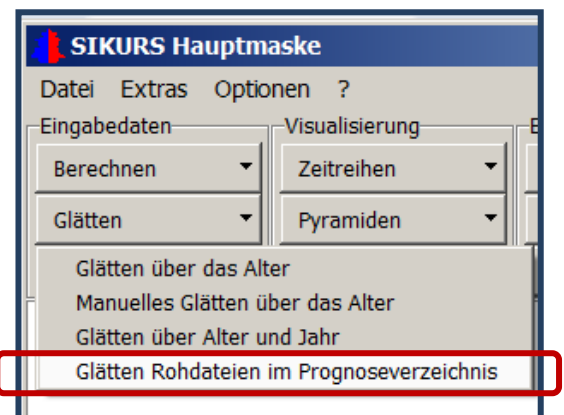 SIKURS Hauptmaske
Datei Extras Optionen ?
Eingabedaten Visualisierung
Berechnen Zeitreihen
Glätten Pyramiden
Glätten über das Alter
Manuelles Glätten über das Alter
Glätten über Alter und Jahr
Glätten Rohdateien im Prognoseverzeichnis